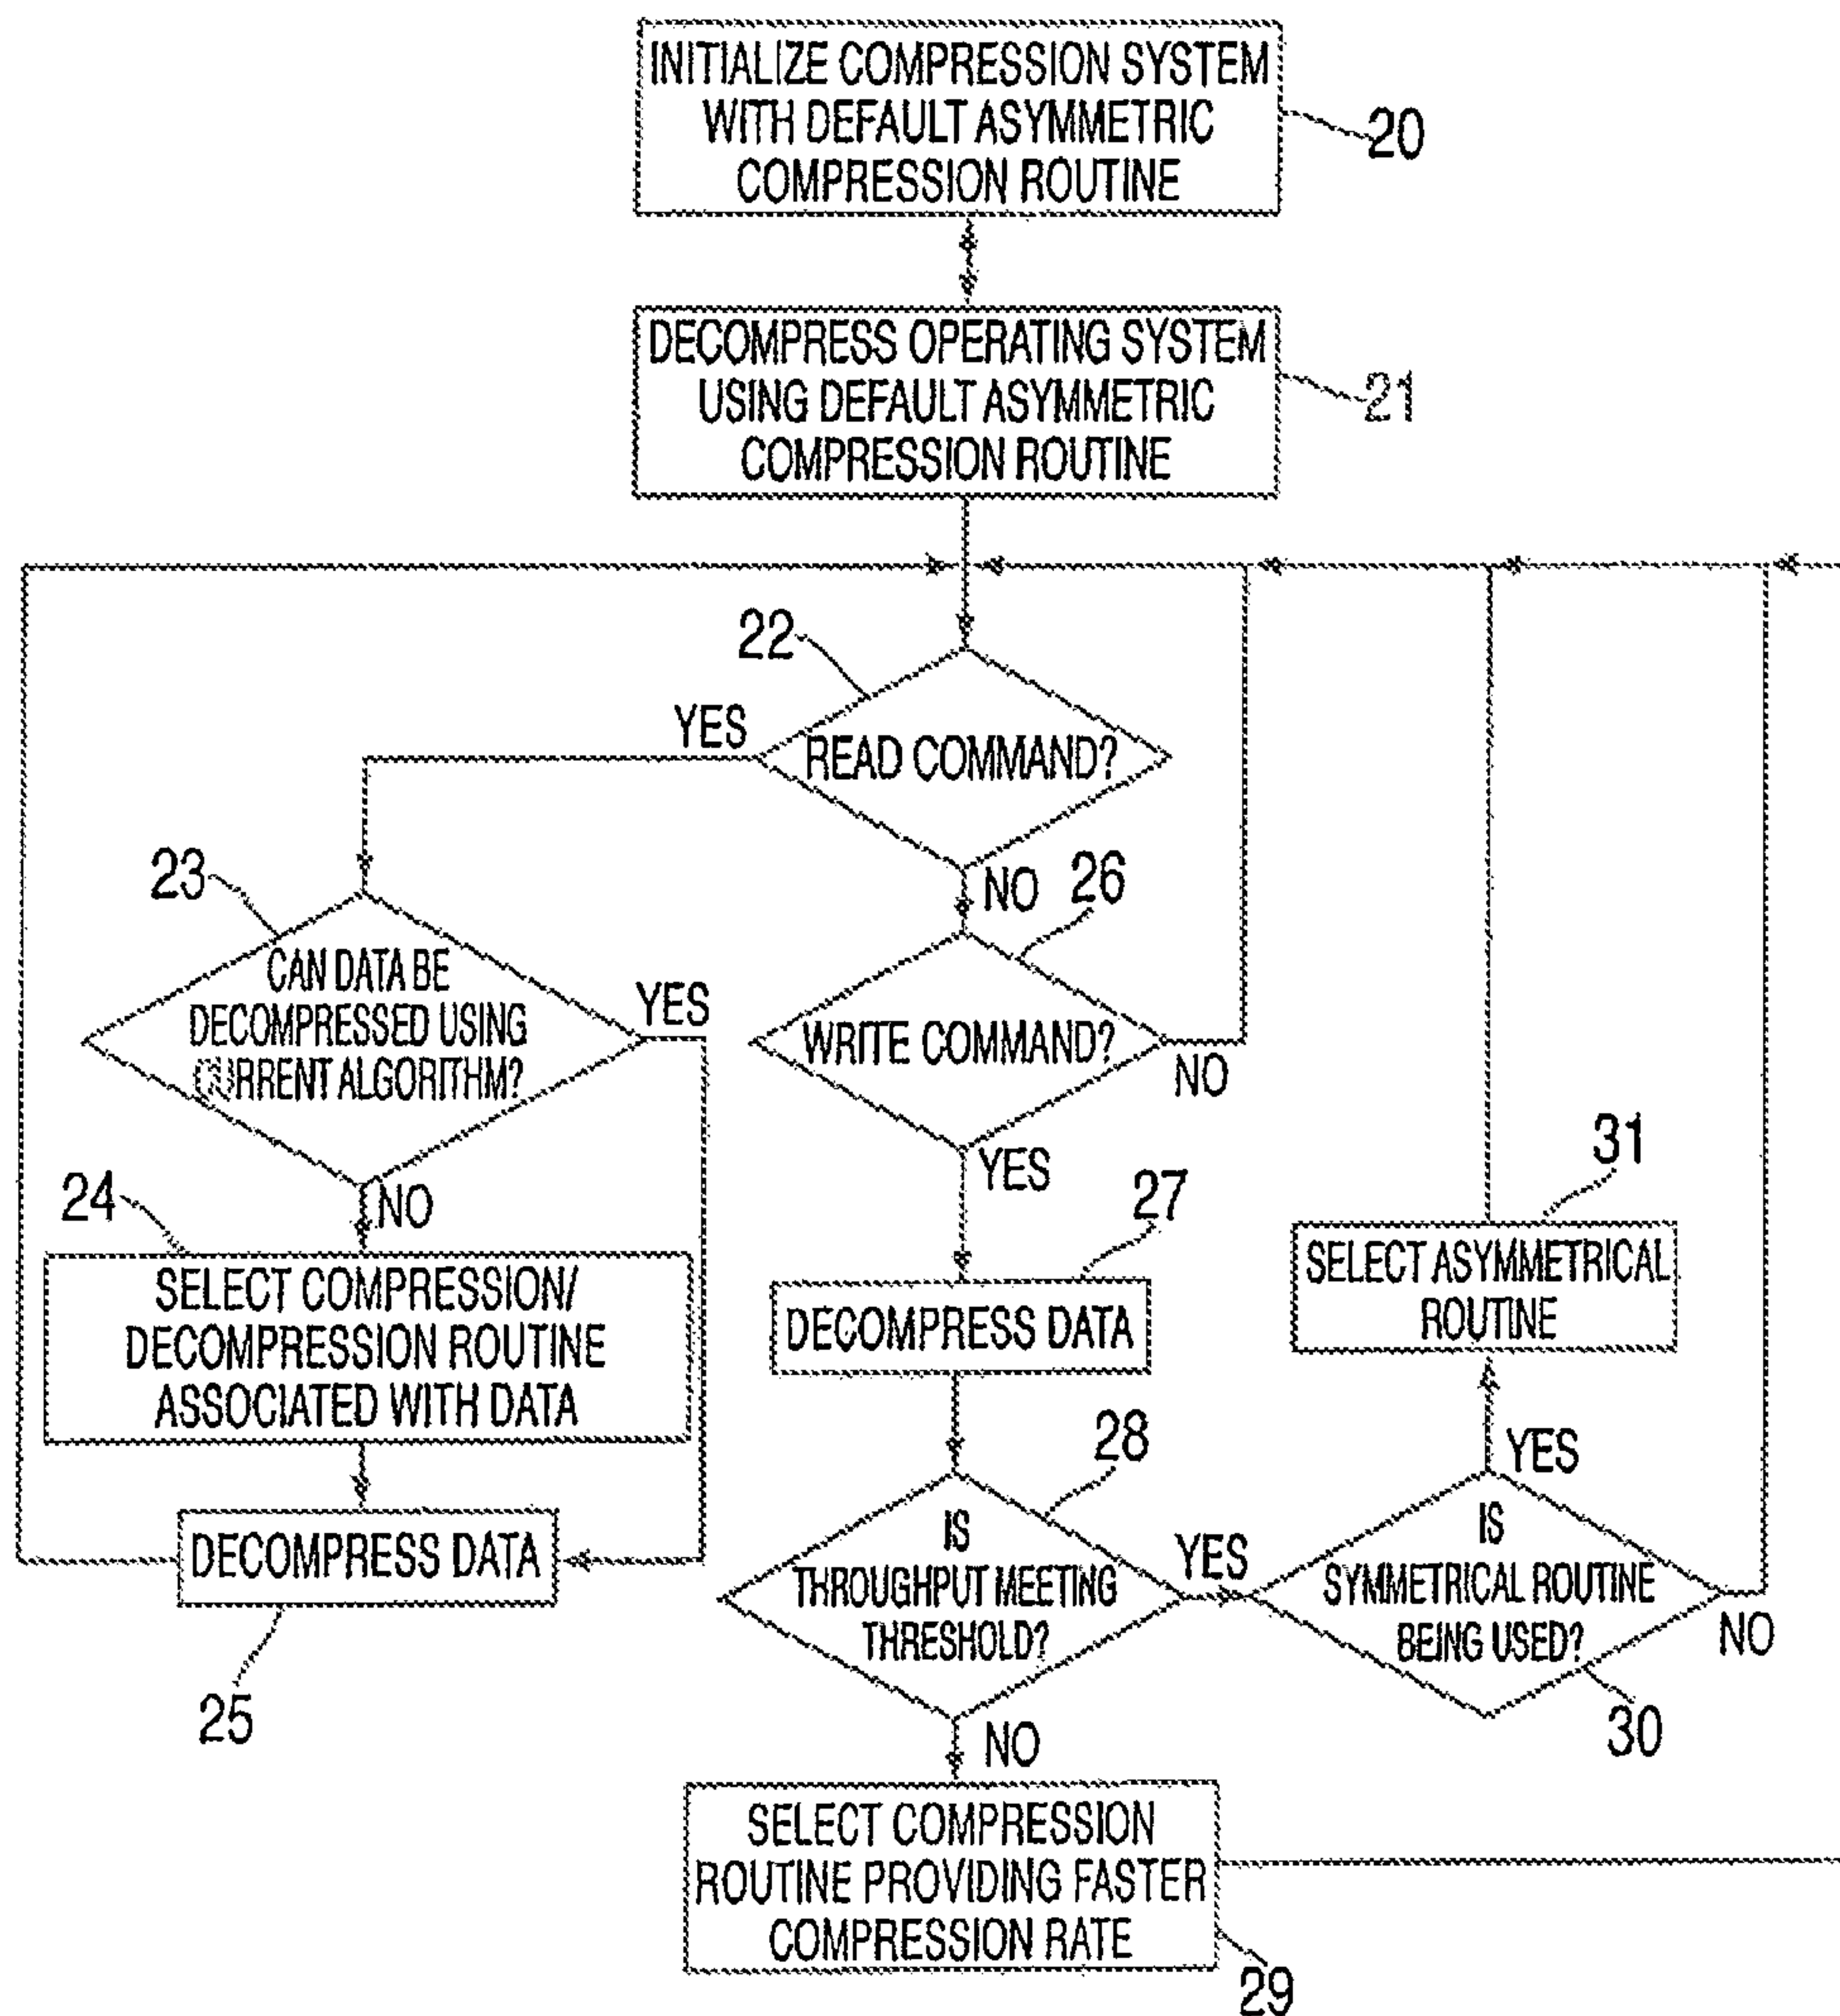 INITIALIZE COMPRESSION SYSTEM
WITH DEFAULT ASYMMETRIC
COMPRESSION ROUTINE
20
DECOMPRESS OPERATING SYSTEM
USING DEFAULT ASYMMETRIC
COMPRESSION ROUTINE
21
22
YES
READ COMMAND?
NO
23
CAN DATA BE
DECOMPRESSED USING
CURRENT ALGORITHM?
YES
NO
26
WRITE COMMAND?
NO
YES
24
SELECT COMPRESSION/
DECOMPRESSION ROUTINE
ASSOCIATED WITH DATA
DECOMPRESS DATA
25
27
DECOMPRESS DATA
31
SELECT ASYMMETRICAL
ROUTINE
28
IS
THROUGHPUT MEETING
THRESHOLD?
YES
NO
YES
IS
SYMMETRICAL ROUTINE
BEING USED?
NO
30
SELECT COMPRESSION
ROUTINE PROVIDING FASTER
COMPRESSION RATE
29